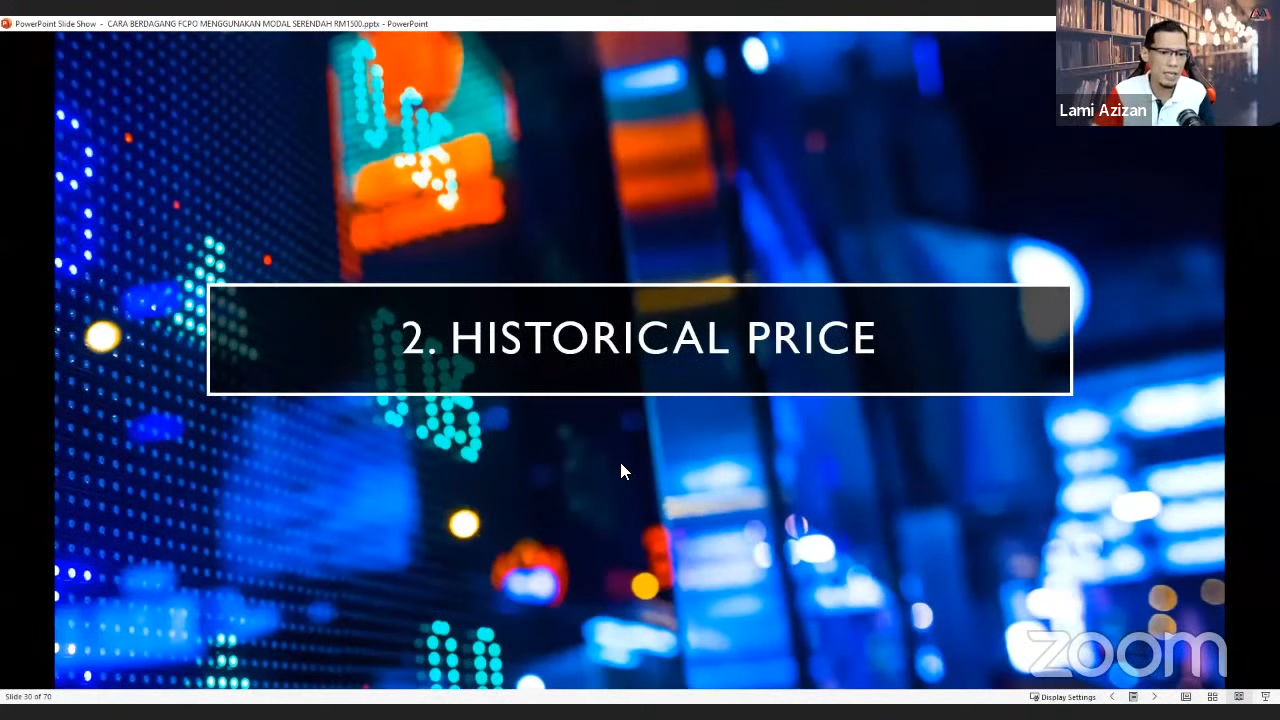 PowerPoint Slide Show - CARA BERDAGANG FCPO MENGGUNAKAN MODAL SERENDAH RM1500.pptx - PowerPoint
Lami Azizan
2. HISTORICAL PRICE
zoom
Slide 30 of 70
Display Settings